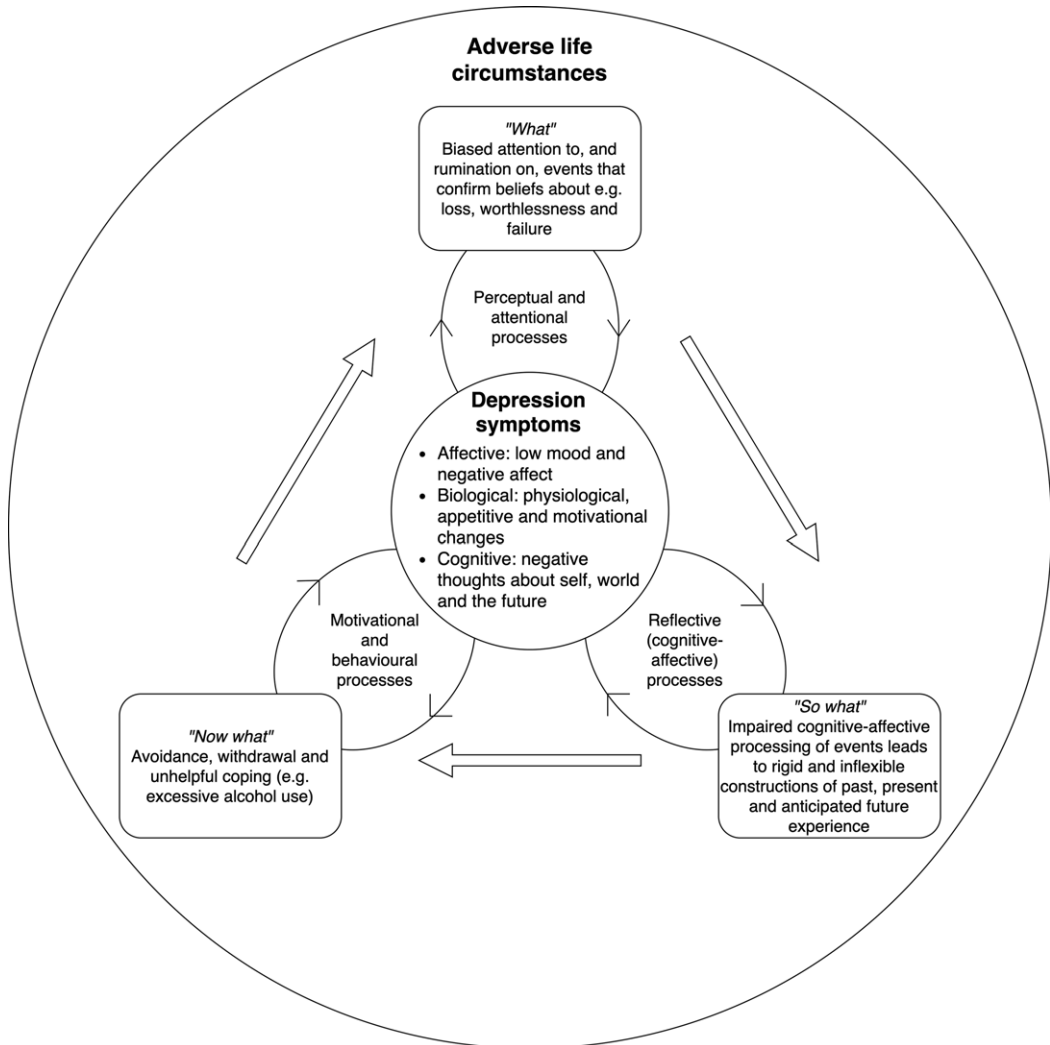 Adverse life
circumstances
"What"
Biased attention to, and
rumination on, events that
confirm beliefs about e.g.
loss, worthlessness and
failure
Perceptual and
attentional
processes
Depression
symptoms
• Affective: low mood and
negative affect
• Biological: physiological,
appetitive and motivational
changes
• Cognitive: negative
thoughts about self, world
and the future
Motivational
and
behavioural
processes
Reflective
(cognitive-
affective)
processes
"Now what"
Avoidance, withdrawal and
unhelpful coping (e.g.
excessive alcohol use)
"So what"
Impaired cognitive-affective
processing of events leads
to rigid and inflexible
constructions of past, present
and anticipated future
experience